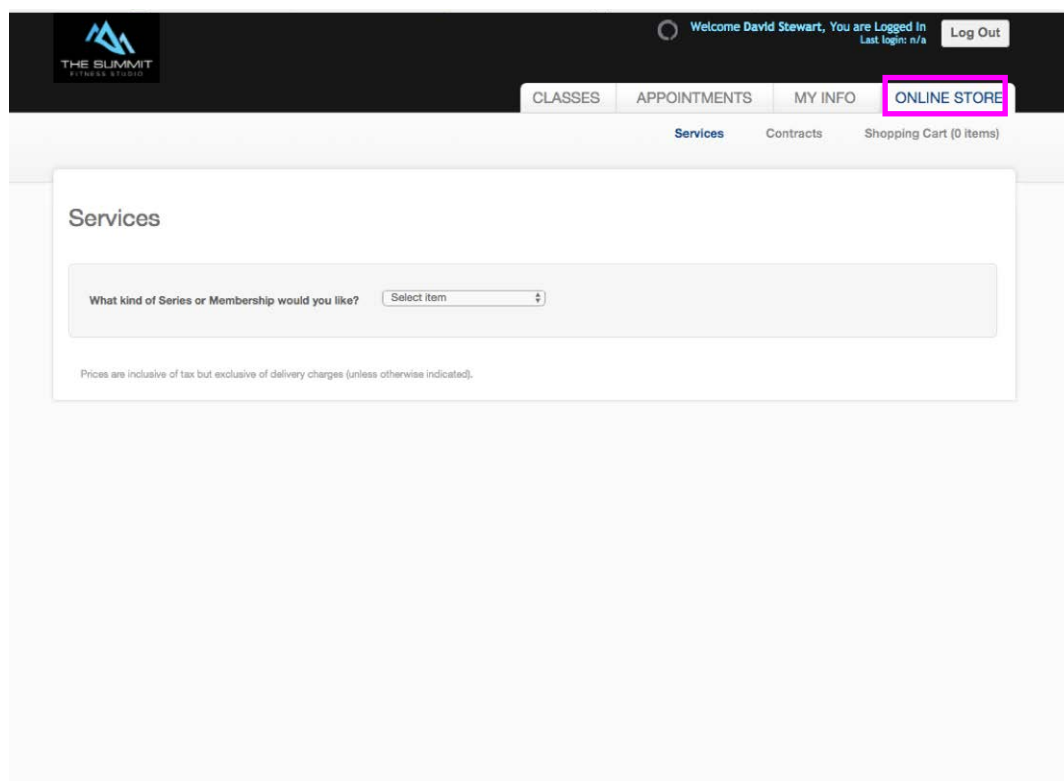 THE SUMMIT
FITNESS STUDIO
Welcome David Stewart, You are Logged In
Last login: n/a
Log Out
CLASSES APPOINTMENTS MY INFO ONLINE STORE
Services Contracts Shopping Cart (0 items)
Services
What kind of Series or Membership would you like? Select item
Prices are inclusive of tax but exclusive of delivery charges (unless otherwise indicated).